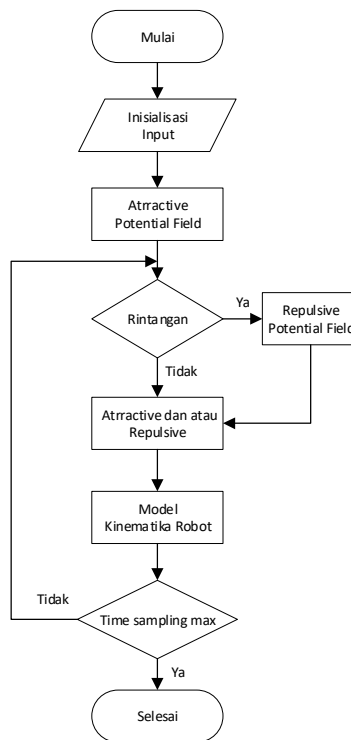 Mulai
Inisialisasi
Input
Atrractive
Potential Field
Rintangan
Ya
Repulsive
Potential Field
Tidak
Atrractive dan atau
Repulsive
Model
Kinematika Robot
Tidak
Time sampling max
Ya
Selesai